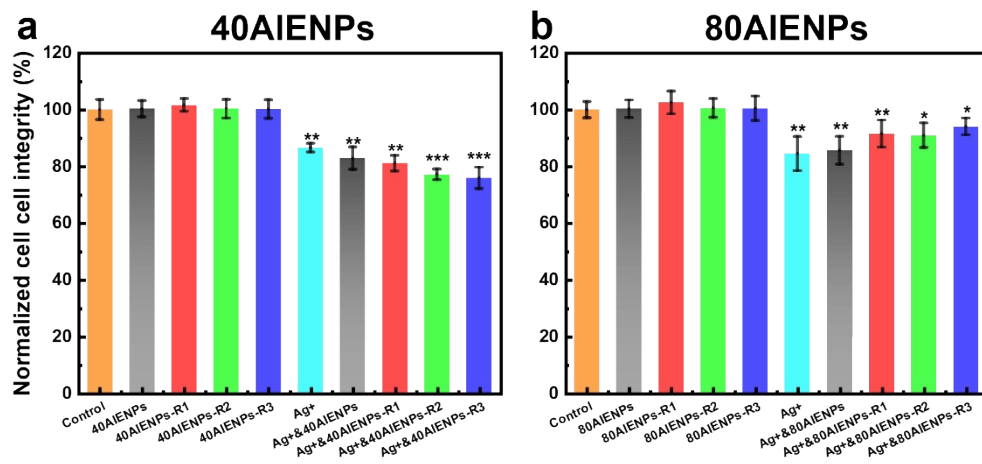 a
40AIENPs
Normalized cell integrity (%)
120
100
80
60
40
20
0
** ** ** *** ***
Control
40AIENPs
40AIENPs-R1
40AIENPs-R2
40AIENPs-R3
Ag+
Ag+&40AIENPs
Ag+&40AIENPs-R1
Ag+&40AIENPs-R2
Ag+&40AIENPs-R3
b
80AIENPs
120
100
80
60
40
20
0
** ** ** * *
Control
80AIENPs
80AIENPs-R1
80AIENPs-R2
80AIENPs-R3
Ag+
Ag+&80AIENPs
Ag+&80AIENPs-R1
Ag+&80AIENPs-R2
Ag+&80AIENPs-R3